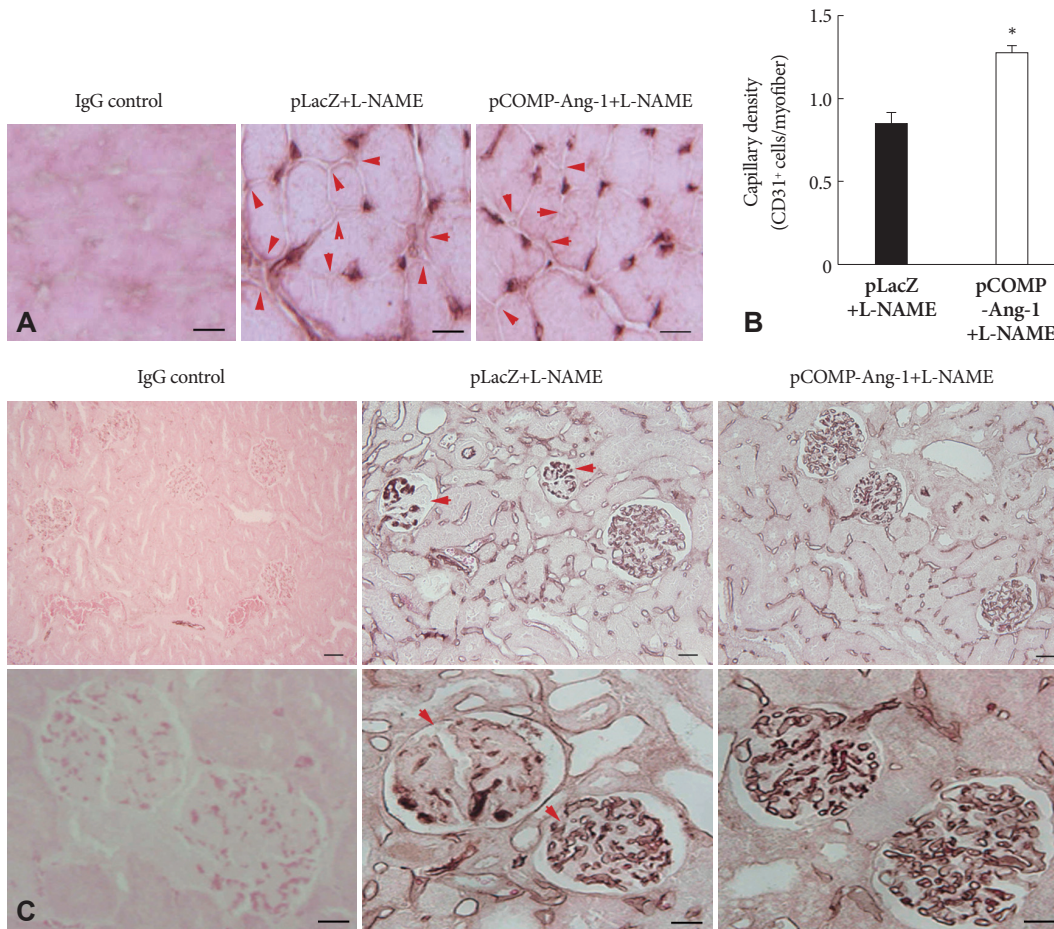 IgG control
pLacZ+L-NAME
pCOMP-Ang-1+L-NAME
A
Capillary density
(CD31⁺ cells/myofiber)
1.5
1.0
0.5
0
*
pLacZ
+L-NAME
pCOMP
-Ang-1
+L-NAME
B
IgG control
pLacZ+L-NAME
pCOMP-Ang-1+L-NAME
C